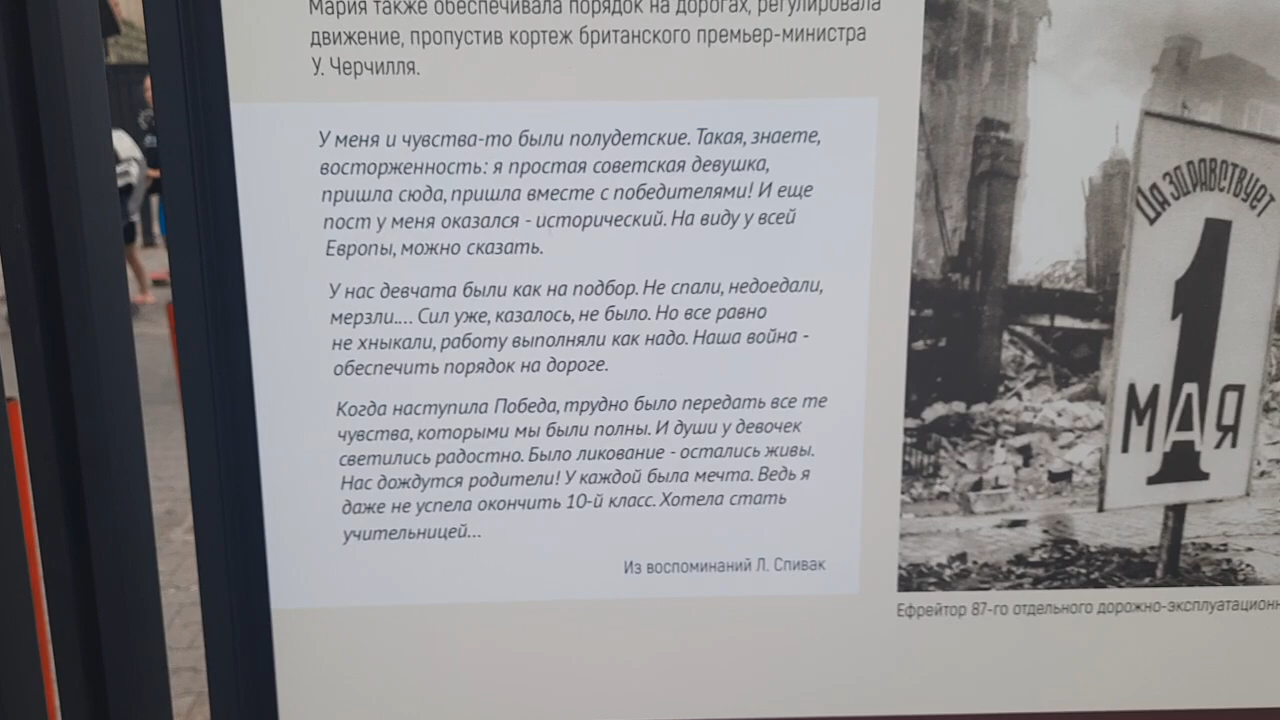 Мария также обеспечивала порядок на дорогах, регулировала
движение, пропустив кортеж британского премьер-министра
У. Черчилля.
У меня и чувства-то были полудетские. Такая, знаете,
восторженность: я простая советская девушка,
пришла сюда, пришла вместе с победителями! И еще
пост у меня оказался - исторический. На виду у всей
Европы, можно сказать.
У нас девчата были как на подбор. Не спали, недоедали,
мерзли.... Сил уже, казалось, не было. Но все равно
не хныкали, работу выполняли как надо. Наша война -
обеспечить порядок на дороге.
Когда наступила Победа, трудно было передать все те
чувства, которыми мы были полны. И души у девочек
светились радостно. Было ликование - остались живы.
Нас дождутся родители! У каждой была мечта. Ведь я
даже не успела окончить 10-й класс. Хотела стать
учительницей...
Из воспоминаний Л. Спивак
Да здравствует
1
МАЯ
Ефрейтор 87-го отдельного дорожно-эксплуатационн